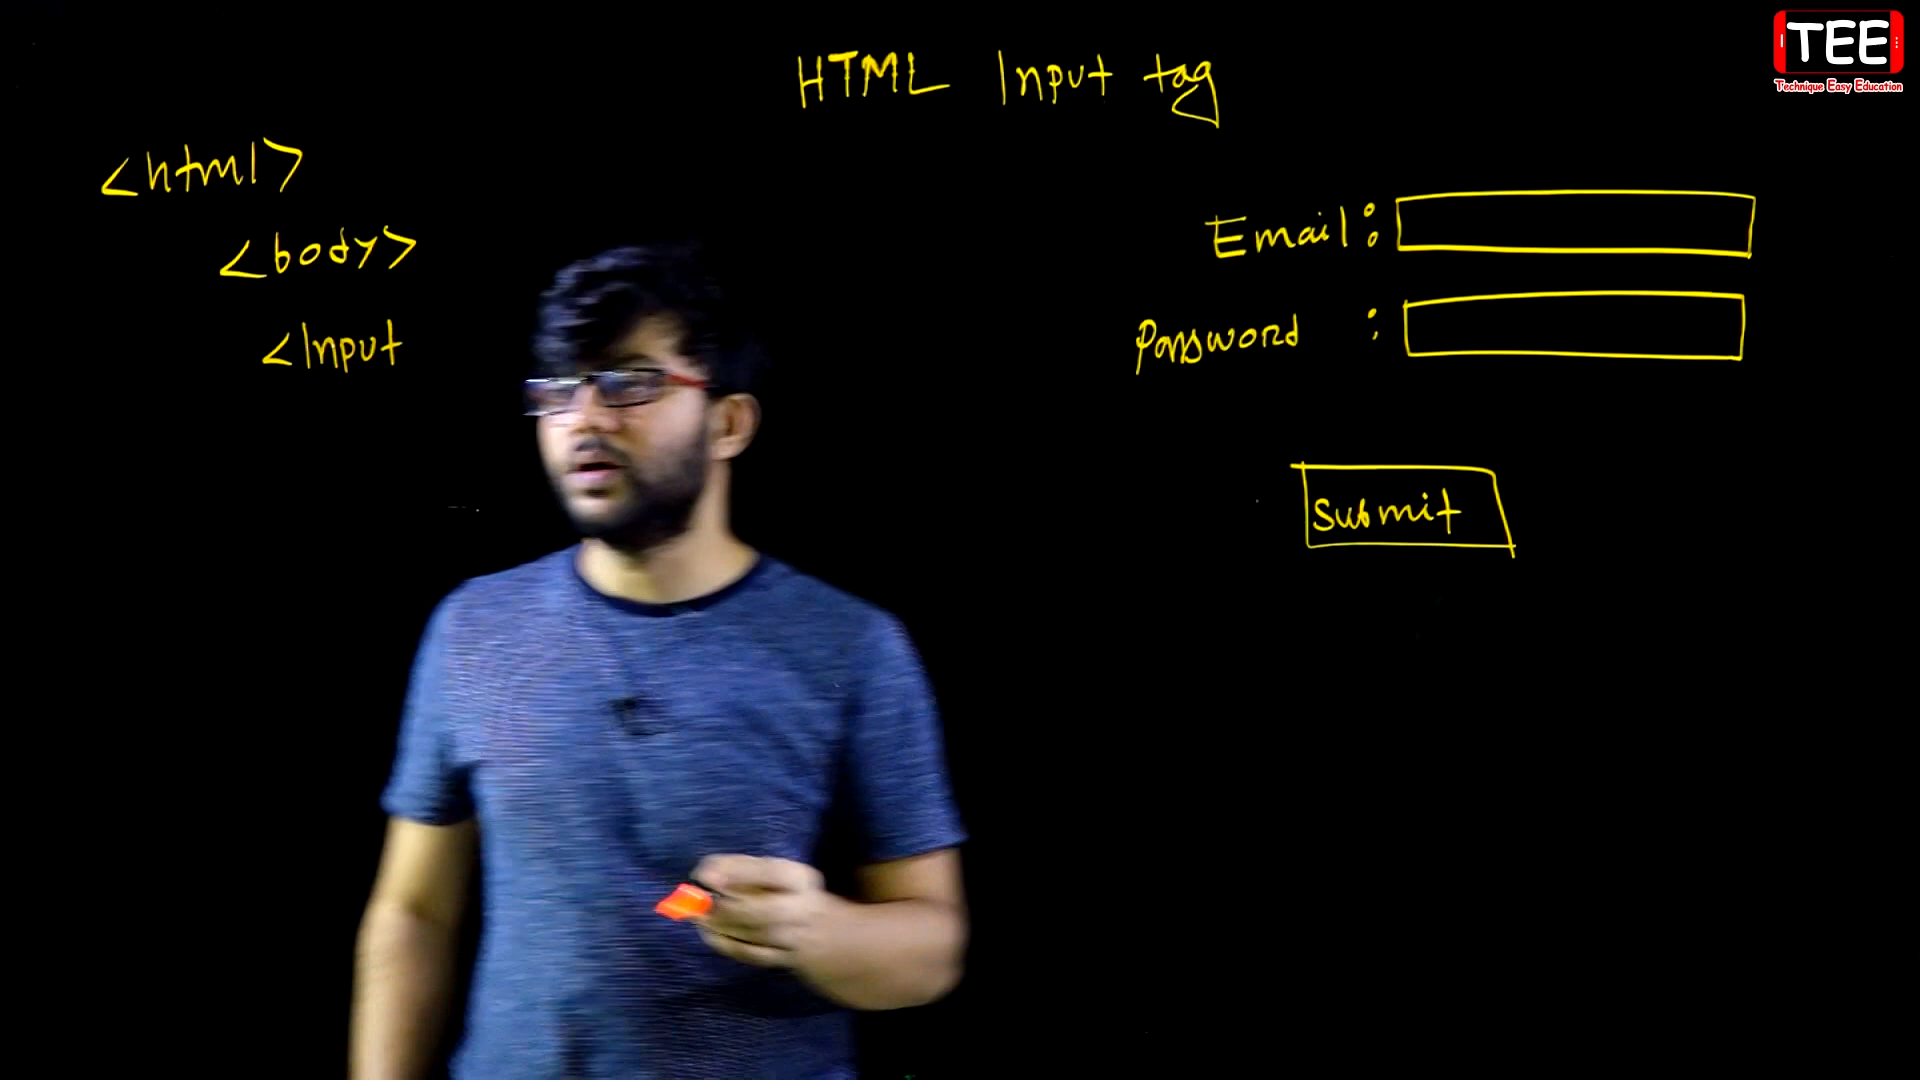 TEE
Technique Easy Education
HTML Input tag
<html>
<body>
<Input
Email :
Password :
Submit